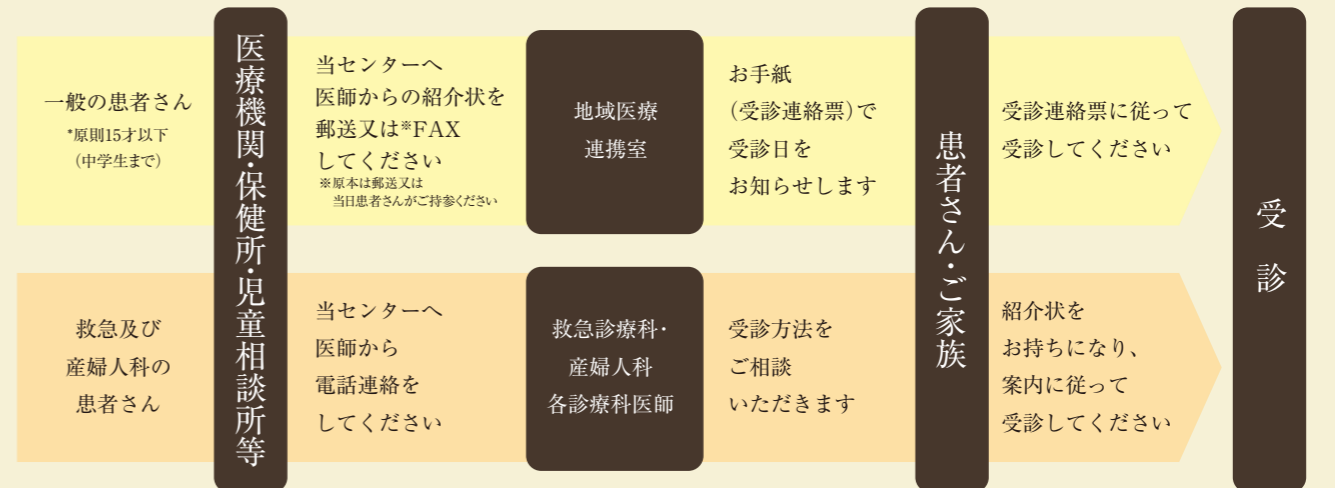 一般の患者さん
*原則15才以下
(中学生まで)
医療機関・保健所・児童相談所等
当センターへ
医師からの紹介状を
郵送又は※FAX
してください
※原本は郵送又は
当日患者さんがご持参ください
地域医療
連携室
お手紙
(受診連絡票)で
受診日を
お知らせします
患者さん・ご家族
受診連絡票に従って
受診してください
受診
救急及び
産婦人科の
患者さん
当センターへ
医師から
電話連絡を
してください
救急診療科・
産婦人科
各診療科医師
受診方法を
ご相談
いただきます
紹介状を
お持ちになり、
案内に従って
受診してください